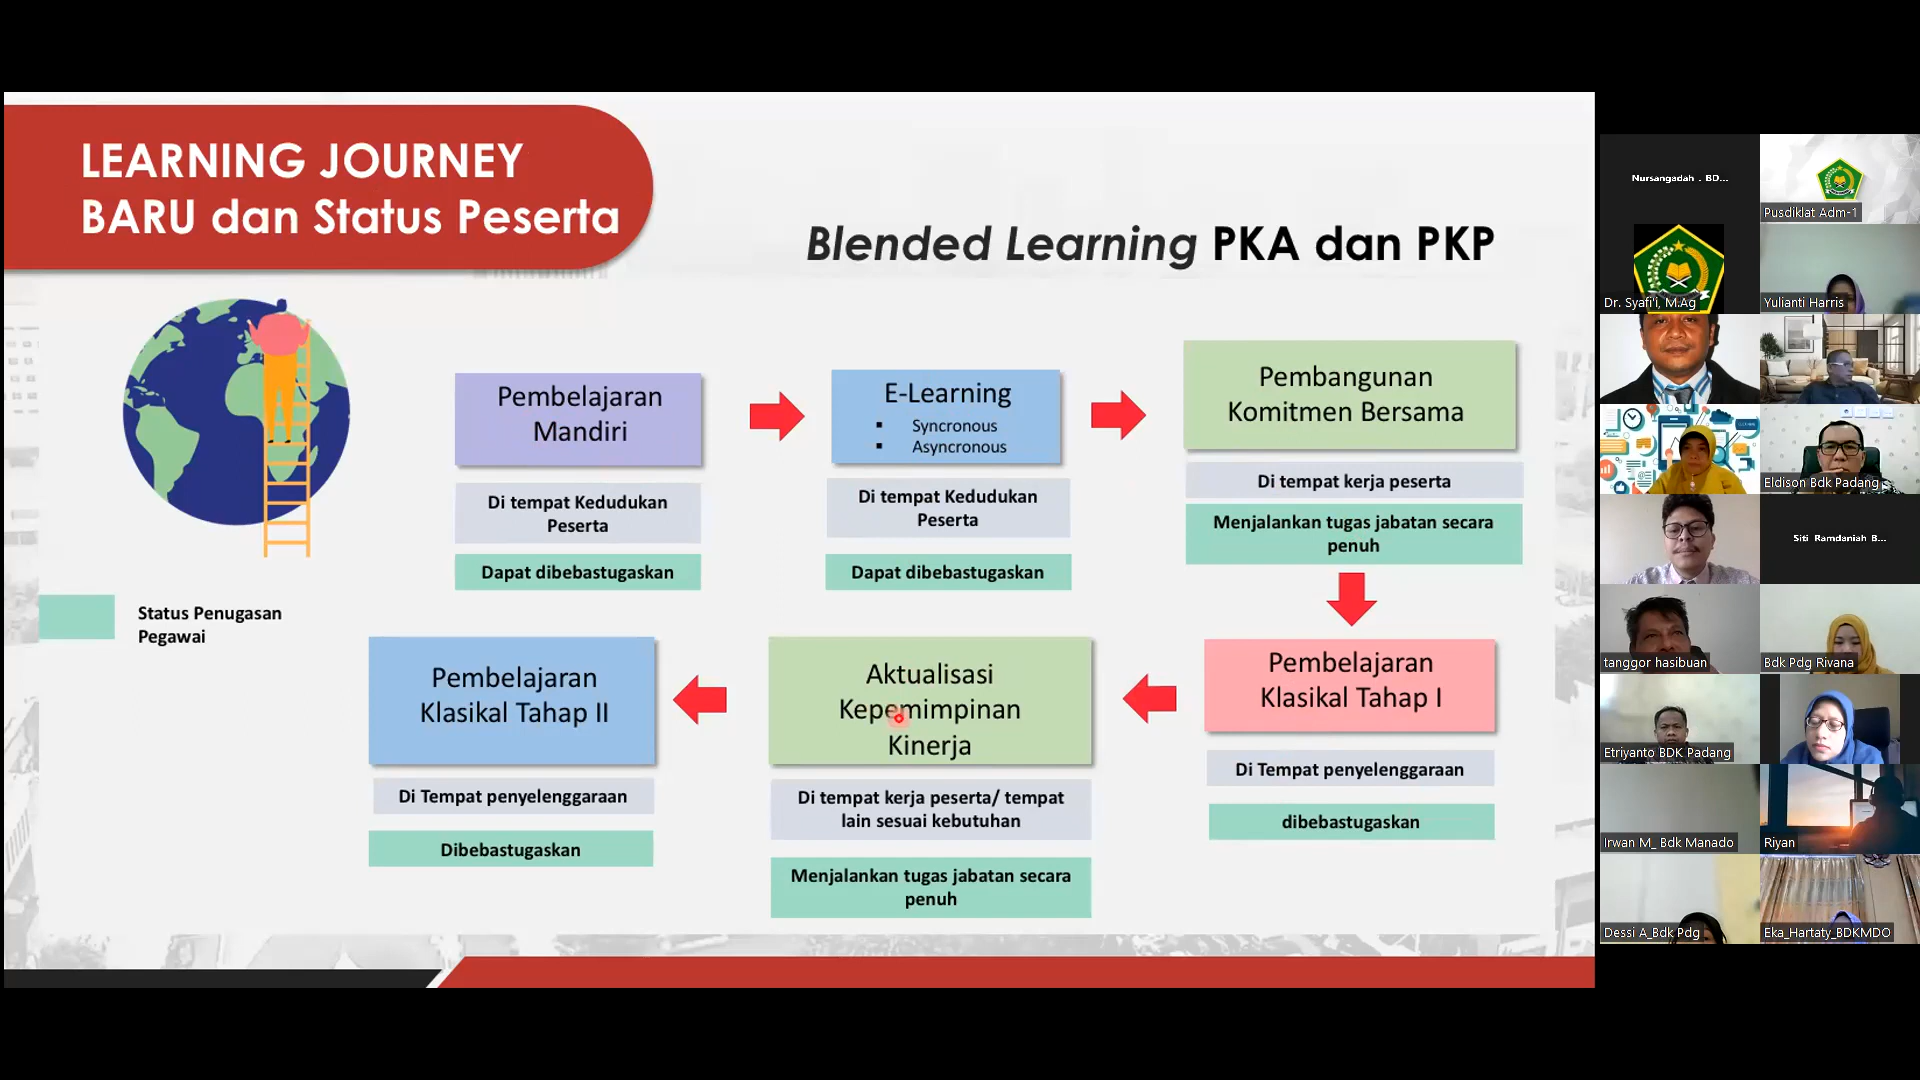 LEARNING JOURNEY
BARU dan Status Peserta
Blended Learning PKA dan PKP
Pembelajaran
Mandiri
Di tempat Kedudukan
Peserta
Dapat dibebastugaskan
E-Learning
▪ Syncronous
▪ Asyncronous
Di tempat Kedudukan
Peserta
Dapat dibebastugaskan
Pembangunan
Komitmen Bersama
Di tempat kerja peserta
Menjalankan tugas jabatan secara
penuh
Pembelajaran
Klasikal Tahap I
Di Tempat penyelenggaraan
dibebastugaskan
Aktualisasi
Kepemimpinan
Kinerja
Di tempat kerja peserta/ tempat
lain sesuai kebutuhan
Menjalankan tugas jabatan secara
penuh
Pembelajaran
Klasikal Tahap II
Di Tempat penyelenggaraan
Dibebastugaskan
Status Penugasan
Pegawai
Nursangadah . BD...
Pusdiklat Adm-1
Dr. Syafi'i, M.Ag
Yulianti Harris
Eldison Bdk Padang
Siti Ramdaniah B...
tanggor hasibuan
Bdk Pdg Rivana
Etriyanto BDK Padang
Irwan M_ Bdk Manado
Riyan
Dessi A_Bdk Pdg
Eka_Hartaty_BDKMDO